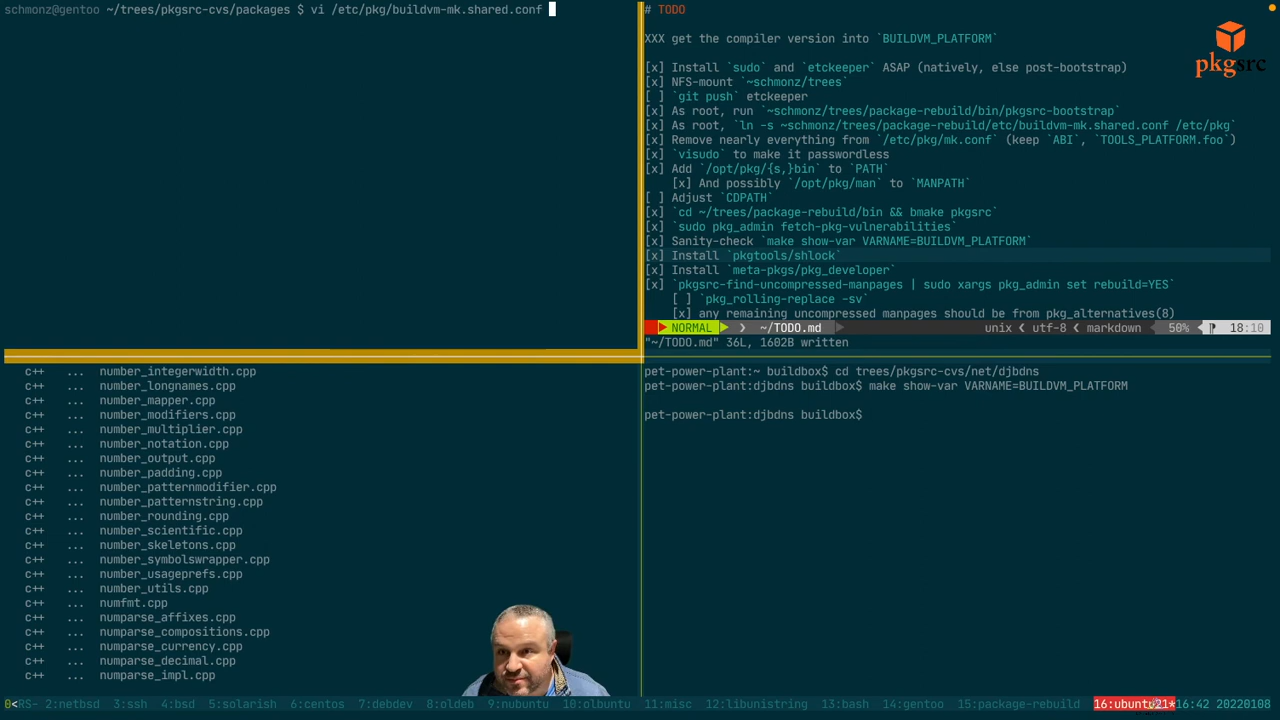 schmonz@gentoo ~/trees/pkgsrc-cvs/packages $ vi /etc/pkg/buildvm-mk.shared.conf
# TODO
XXX get the compiler version into `BUILDVM_PLATFORM`
[x] Install `sudo` and `etckeeper` ASAP (natively, else post-bootstrap)
[x] NFS-mount `~schmonz/trees`
[ ] `git push` etckeeper
[x] As root, run `~schmonz/trees/package-rebuild/bin/pkgsrc-bootstrap`
[x] As root, `ln -s ~schmonz/trees/package-rebuild/etc/buildvm-mk.shared.conf /etc/pkg`
[x] Remove nearly everything from `/etc/pkg/mk.conf` (keep `ABI`, `TOOLS_PLATFORM.foo`)
[x] `visudo` to make it passwordless
[x] Add `/opt/pkg/{s,}bin` to `PATH`
[x] And possibly `/opt/pkg/man` to `MANPATH`
[ ] Adjust `CDPATH`
[x] `cd ~/trees/package-rebuild/bin && bmake pkgsrc`
[x] `sudo pkg_admin fetch-pkg-vulnerabilities`
[x] Sanity-check `make show-var VARNAME=BUILDVM_PLATFORM`
[x] Install `pkgtools/shlock`
[x] Install `meta-pkgs/pkg_developer`
[x] `pkgsrc-find-uncompressed-manpages | sudo xargs pkg_admin set rebuild=YES`
[ ] `pkg_rolling-replace -sv`
[x] any remaining uncompressed manpages should be from pkg_alternatives(8)
NORMAL ❯ ~/TODO.md unix ❮ utf-8 ❮ markdown 50% 18:10
"~/TODO.md" 36L, 1602B written
pkgsrc
c++ ... number_integerwidth.cpp
c++ ... number_longnames.cpp
c++ ... number_mapper.cpp
c++ ... number_modifiers.cpp
c++ ... number_multiplier.cpp
c++ ... number_notation.cpp
c++ ... number_output.cpp
c++ ... number_padding.cpp
c++ ... number_patternmodifier.cpp
c++ ... number_patternstring.cpp
c++ ... number_rounding.cpp
c++ ... number_scientific.cpp
c++ ... number_skeletons.cpp
c++ ... number_symbolswrapper.cpp
c++ ... number_usageprefs.cpp
c++ ... number_utils.cpp
c++ ... numfmt.cpp
c++ ... numparse_affixes.cpp
c++ ... numparse_compositions.cpp
c++ ... numparse_currency.cpp
c++ ... numparse_decimal.cpp
c++ ... numparse_impl.cpp
pet-power-plant:~ buildbox$ cd trees/pkgsrc-cvs/net/djbdns
pet-power-plant:djbdns buildbox$ make show-var VARNAME=BUILDVM_PLATFORM
pet-power-plant:djbdns buildbox$
0<RS- 2:netbsd 3:ssh 4:bsd 5:solarish 6:centos 7:debdev 8:oldeb 9:nubuntu 10:olbuntu 11:misc 12:libunistring 13:bash 14:gentoo 15:package-rebuild 16:ubuntu21* 16:42 20220108